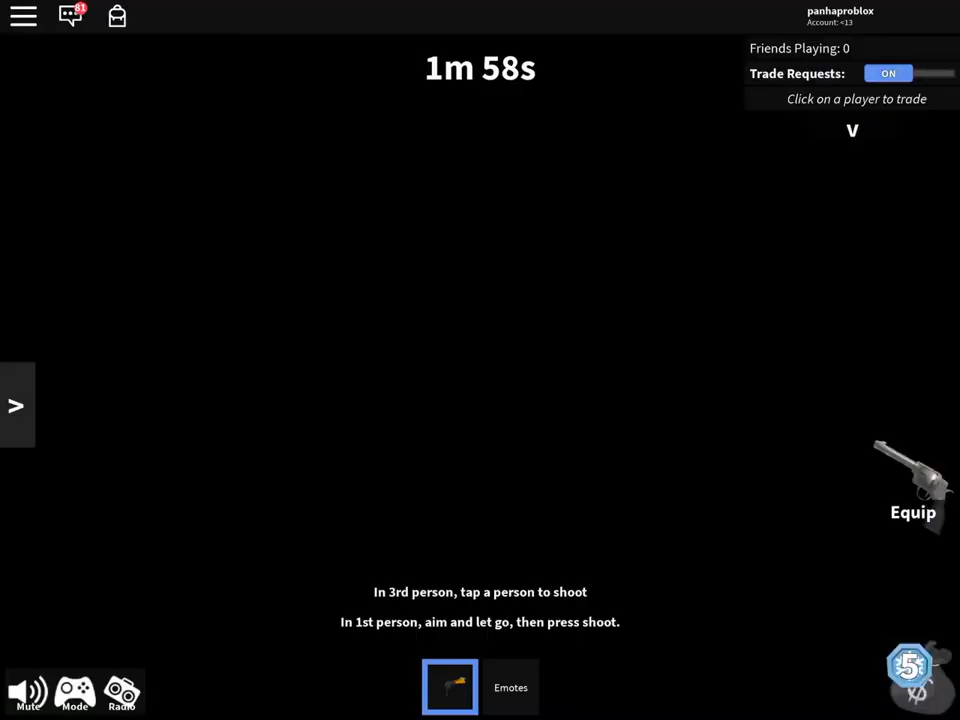 81
panhaproblox
Account: <13
1m 58s
Friends Playing: 0
Trade Requests: ON
Click on a player to trade
V
>
Equip
In 3rd person, tap a person to shoot
In 1st person, aim and let go, then press shoot.
5
$
Mute Mode Radio
Emotes